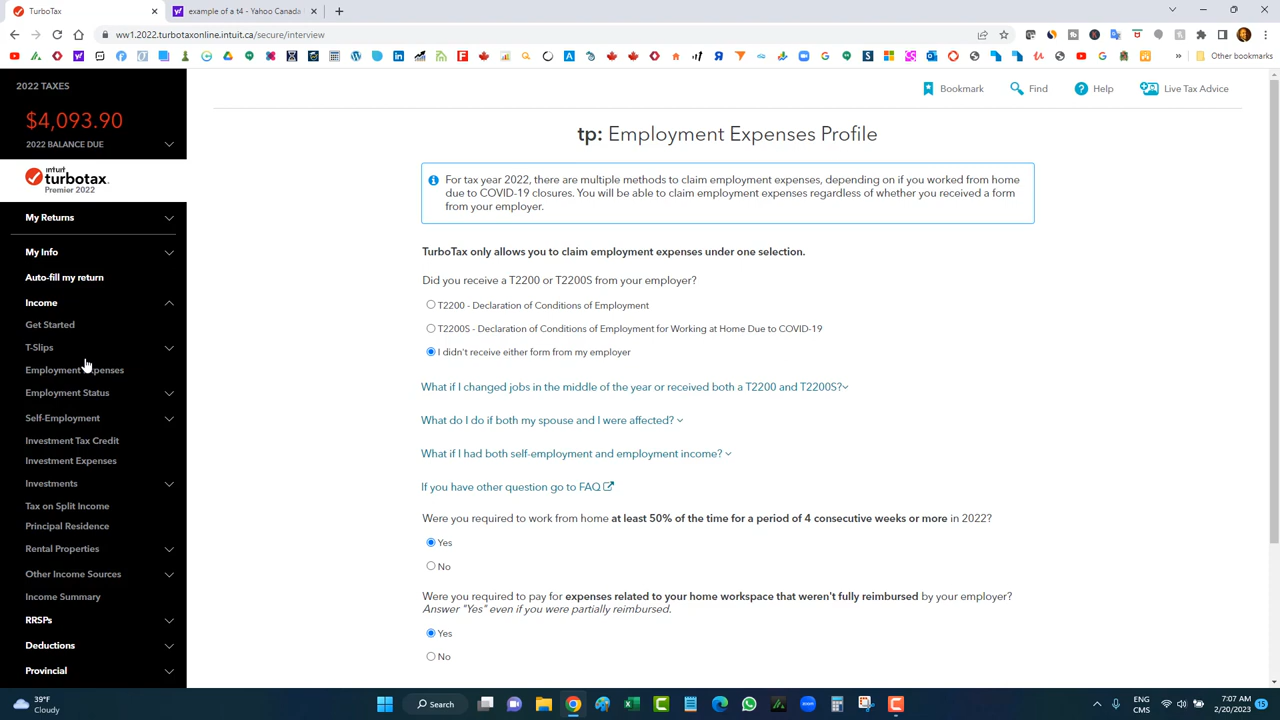 TurboTax
example of a t4 - Yahoo Canada
ww1.2022.turbotaxonline.intuit.ca/secure/interview
Other bookmarks
2022 TAXES
$4,093.90
2022 BALANCE DUE
intuit
turbotax.
Premier 2022
My Returns
My Info
Auto-fill my return
Income
Get Started
T-Slips
Employment Expenses
Employment Status
Self-Employment
Investment Tax Credit
Investment Expenses
Investments
Tax on Split Income
Principal Residence
Rental Properties
Other Income Sources
Income Summary
RRSPs
Deductions
Provincial
Bookmark
Find
Help
Live Tax Advice
tp: Employment Expenses Profile
For tax year 2022, there are multiple methods to claim employment expenses, depending on if you worked from home
due to COVID-19 closures. You will be able to claim employment expenses regardless of whether you received a form
from your employer.
TurboTax only allows you to claim employment expenses under one selection.
Did you receive a T2200 or T2200S from your employer?
T2200 - Declaration of Conditions of Employment
T2200S - Declaration of Conditions of Employment for Working at Home Due to COVID-19
I didn't receive either form from my employer
What if I changed jobs in the middle of the year or received both a T2200 and T2200S?
What do I do if both my spouse and I were affected?
What if I had both self-employment and employment income?
If you have other question go to FAQ
Were you required to work from home at least 50% of the time for a period of 4 consecutive weeks or more in 2022?
Yes
No
Were you required to pay for expenses related to your home workspace that weren't fully reimbursed by your employer?
Answer "Yes" even if you were partially reimbursed.
Yes
No
39°F
Cloudy
Search
ENG
CMS
7:07 AM
2/20/2023